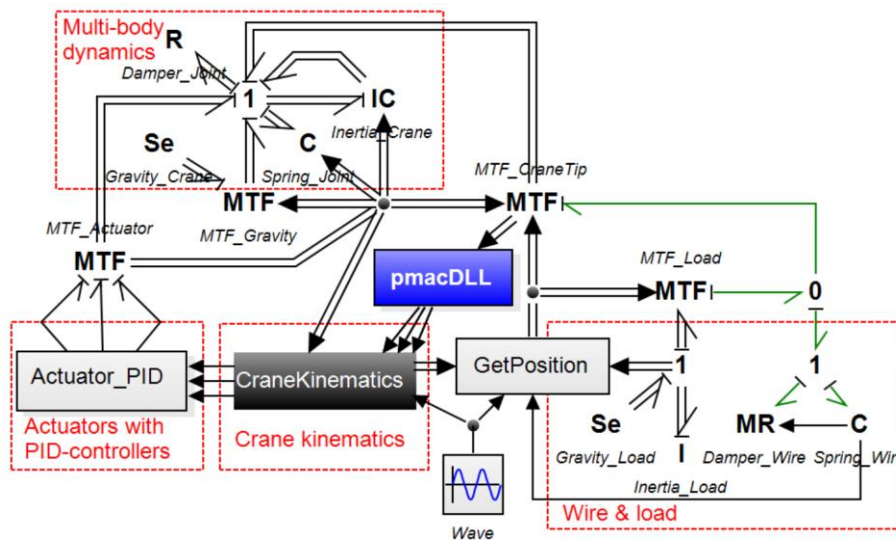 Multi-body
dynamics
R
Damper_Joint
1
IC
Inertia_Crane
Se
C
Gravity_Crane
Spring_Joint
MTF
MTF_Gravity
MTF_CraneTip
MTF
MTF_Actuator
MTF
pmacDLL
MTF_Load
MTF
0
Actuator_PID
CraneKinematics
GetPosition
1
1
Actuators with
PID-controllers
Crane kinematics
Se
Gravity_Load
I
Inertia_Load
MR
Damper_Wire
C
Spring_Wir
Wave
Wire & load